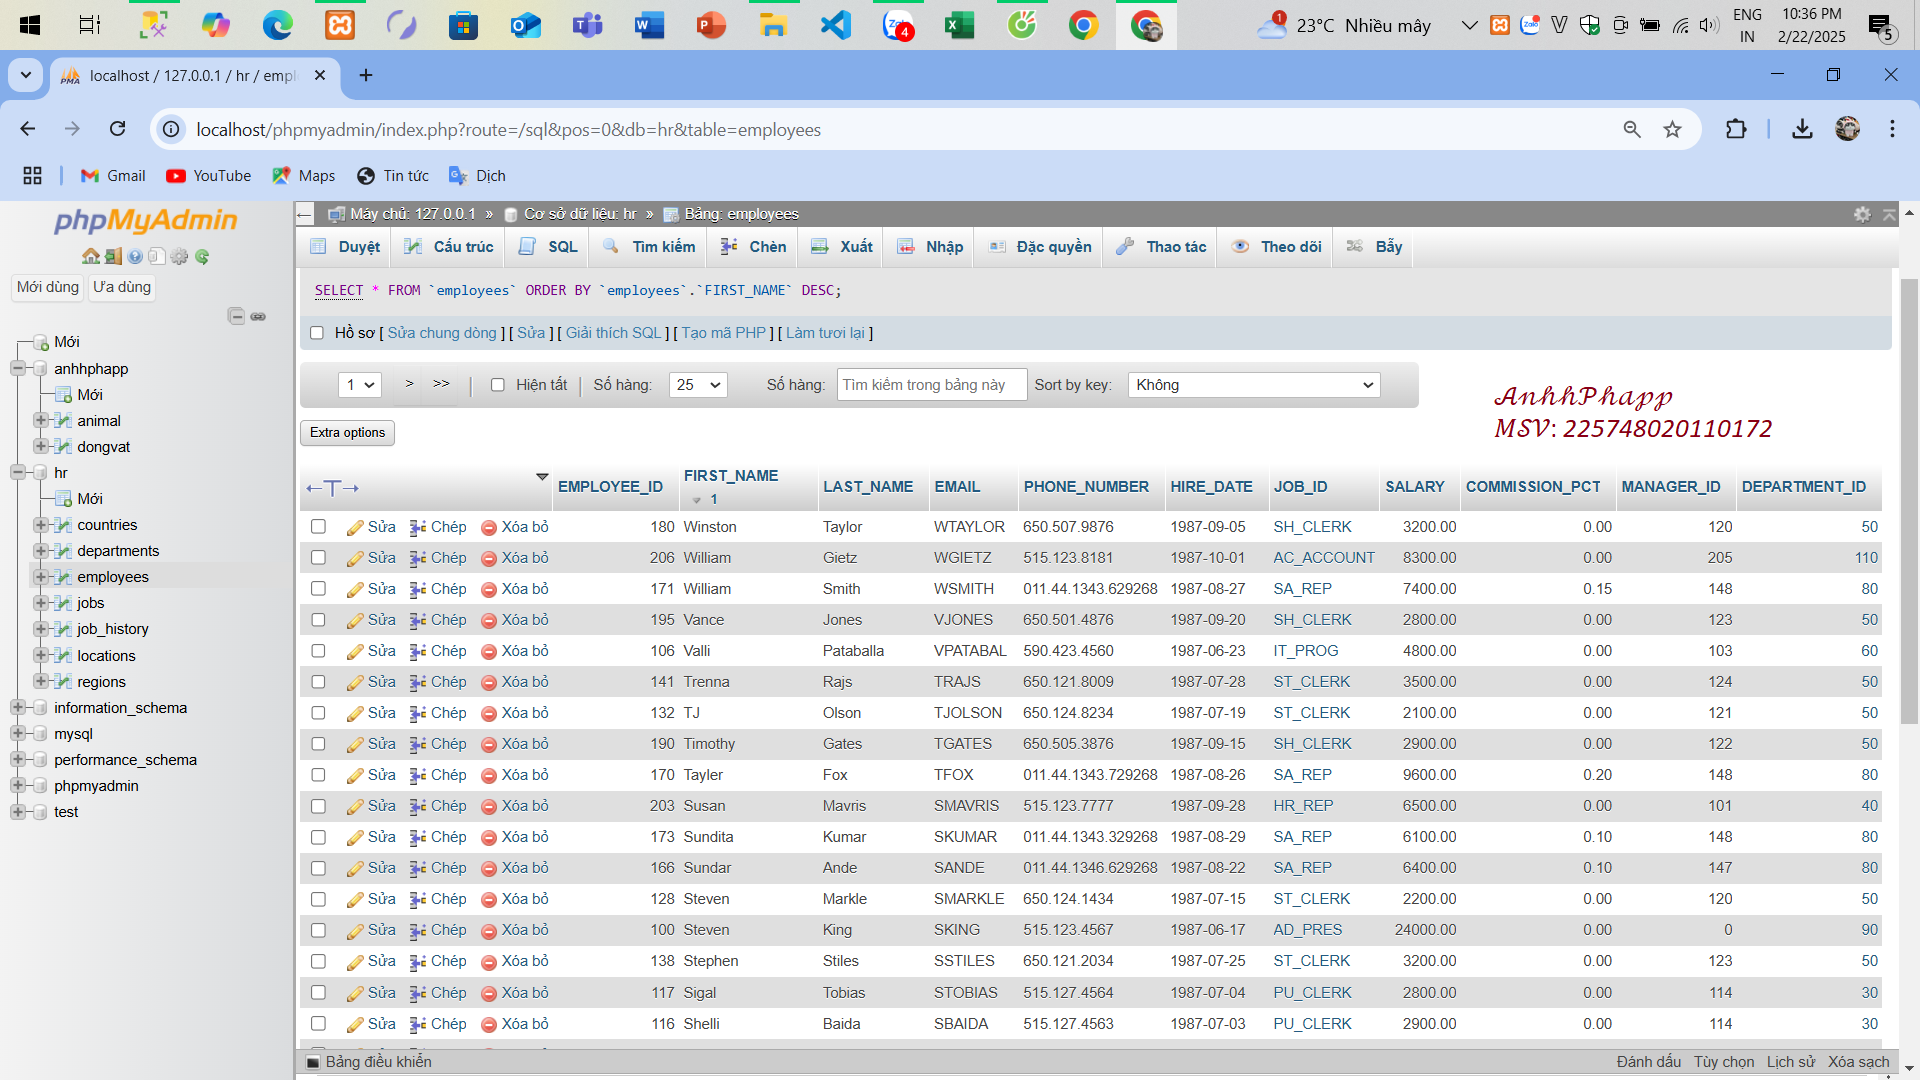 4
1
23°C Nhiều mây
ENG
IN
10:36 PM
2/22/2025
5
localhost / 127.0.0.1 / hr / empl
localhost/phpmyadmin/index.php?route=/sql&pos=0&db=hr&table=employees
Gmail YouTube Maps Tin tức Dịch
phpMyAdmin
Mới dùng Ưa dùng
Mới
anhhphapp
Mới
animal
dongvat
hr
Mới
countries
departments
employees
jobs
job_history
locations
regions
information_schema
mysql
performance_schema
phpmyadmin
test
Máy chủ: 127.0.0.1 » Cơ sở dữ liệu: hr » Bảng: employees
Duyệt Cấu trúc SQL Tìm kiếm Chèn Xuất Nhập Đặc quyền Thao tác Theo dõi Bẫy
SELECT * FROM `employees` ORDER BY `employees`.`FIRST_NAME` DESC;
Hồ sơ [ Sửa chung dòng ] [ Sửa ] [ Giải thích SQL ] [ Tạo mã PHP ] [ Làm tươi lại ]
1 > >> | Hiện tất | Số hàng: 25 Số hàng: Tìm kiếm trong bảng này Sort by key: Không
AnhhPhapp
MSV: 225748020110172
Extra options
←T→ EMPLOYEE_ID FIRST_NAME 1 LAST_NAME EMAIL PHONE_NUMBER HIRE_DATE JOB_ID SALARY COMMISSION_PCT MANAGER_ID DEPARTMENT_ID
Sửa Chép Xóa bỏ 180 Winston Taylor WTAYLOR 650.507.9876 1987-09-05 SH_CLERK 3200.00 0.00 120 50
Sửa Chép Xóa bỏ 206 William Gietz WGIETZ 515.123.8181 1987-10-01 AC_ACCOUNT 8300.00 0.00 205 110
Sửa Chép Xóa bỏ 171 William Smith WSMITH 011.44.1343.629268 1987-08-27 SA_REP 7400.00 0.15 148 80
Sửa Chép Xóa bỏ 195 Vance Jones VJONES 650.501.4876 1987-09-20 SH_CLERK 2800.00 0.00 123 50
Sửa Chép Xóa bỏ 106 Valli Pataballa VPATABAL 590.423.4560 1987-06-23 IT_PROG 4800.00 0.00 103 60
Sửa Chép Xóa bỏ 141 Trenna Rajs TRAJS 650.121.8009 1987-07-28 ST_CLERK 3500.00 0.00 124 50
Sửa Chép Xóa bỏ 132 TJ Olson TJOLSON 650.124.8234 1987-07-19 ST_CLERK 2100.00 0.00 121 50
Sửa Chép Xóa bỏ 190 Timothy Gates TGATES 650.505.3876 1987-09-15 SH_CLERK 2900.00 0.00 122 50
Sửa Chép Xóa bỏ 170 Tayler Fox TFOX 011.44.1343.729268 1987-08-26 SA_REP 9600.00 0.20 148 80
Sửa Chép Xóa bỏ 203 Susan Mavris SMAVRIS 515.123.7777 1987-09-28 HR_REP 6500.00 0.00 101 40
Sửa Chép Xóa bỏ 173 Sundita Kumar SKUMAR 011.44.1343.329268 1987-08-29 SA_REP 6100.00 0.10 148 80
Sửa Chép Xóa bỏ 166 Sundar Ande SANDE 011.44.1346.629268 1987-08-22 SA_REP 6400.00 0.10 147 80
Sửa Chép Xóa bỏ 128 Steven Markle SMARKLE 650.124.1434 1987-07-15 ST_CLERK 2200.00 0.00 120 50
Sửa Chép Xóa bỏ 100 Steven King SKING 515.123.4567 1987-06-17 AD_PRES 24000.00 0.00 0 90
Sửa Chép Xóa bỏ 138 Stephen Stiles SSTILES 650.121.2034 1987-07-25 ST_CLERK 3200.00 0.00 123 50
Sửa Chép Xóa bỏ 117 Sigal Tobias STOBIAS 515.127.4564 1987-07-04 PU_CLERK 2800.00 0.00 114 30
Sửa Chép Xóa bỏ 116 Shelli Baida SBAIDA 515.127.4563 1987-07-03 PU_CLERK 2900.00 0.00 114 30
Bảng điều khiển Đánh dấu Tùy chọn Lịch sử Xóa sạch